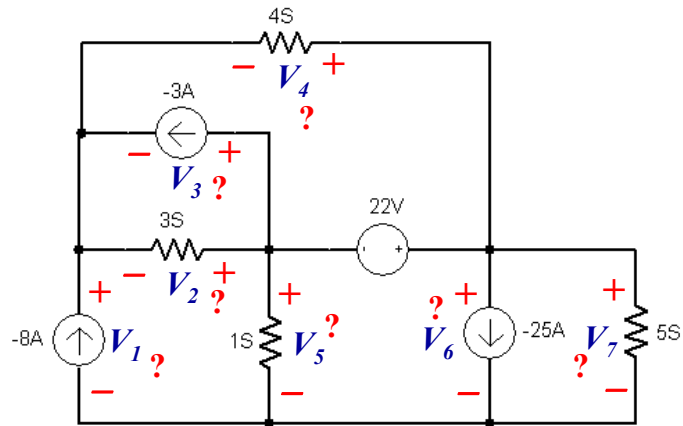 4S
− +
V4
?
-3A
− +
V3 ?
3S
22V
− +
- +
V2 ?
+ + + +
-8A V1 ? 1S V5 ? ? V6 -25A ? V7 5S
− − − −